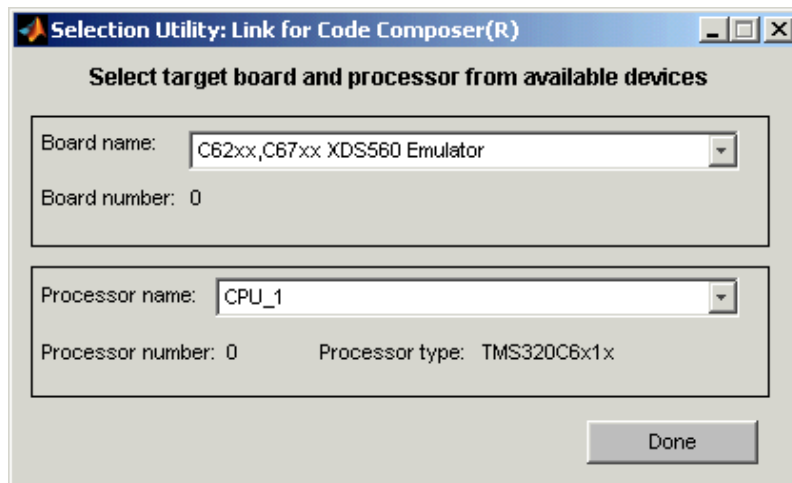 Selection Utility: Link for Code Composer(R)
Select target board and processor from available devices
Board name: C62xx,C67xx XDS560 Emulator
Board number: 0
Processor name: CPU_1
Processor number: 0 Processor type: TMS320C6x1x
Done